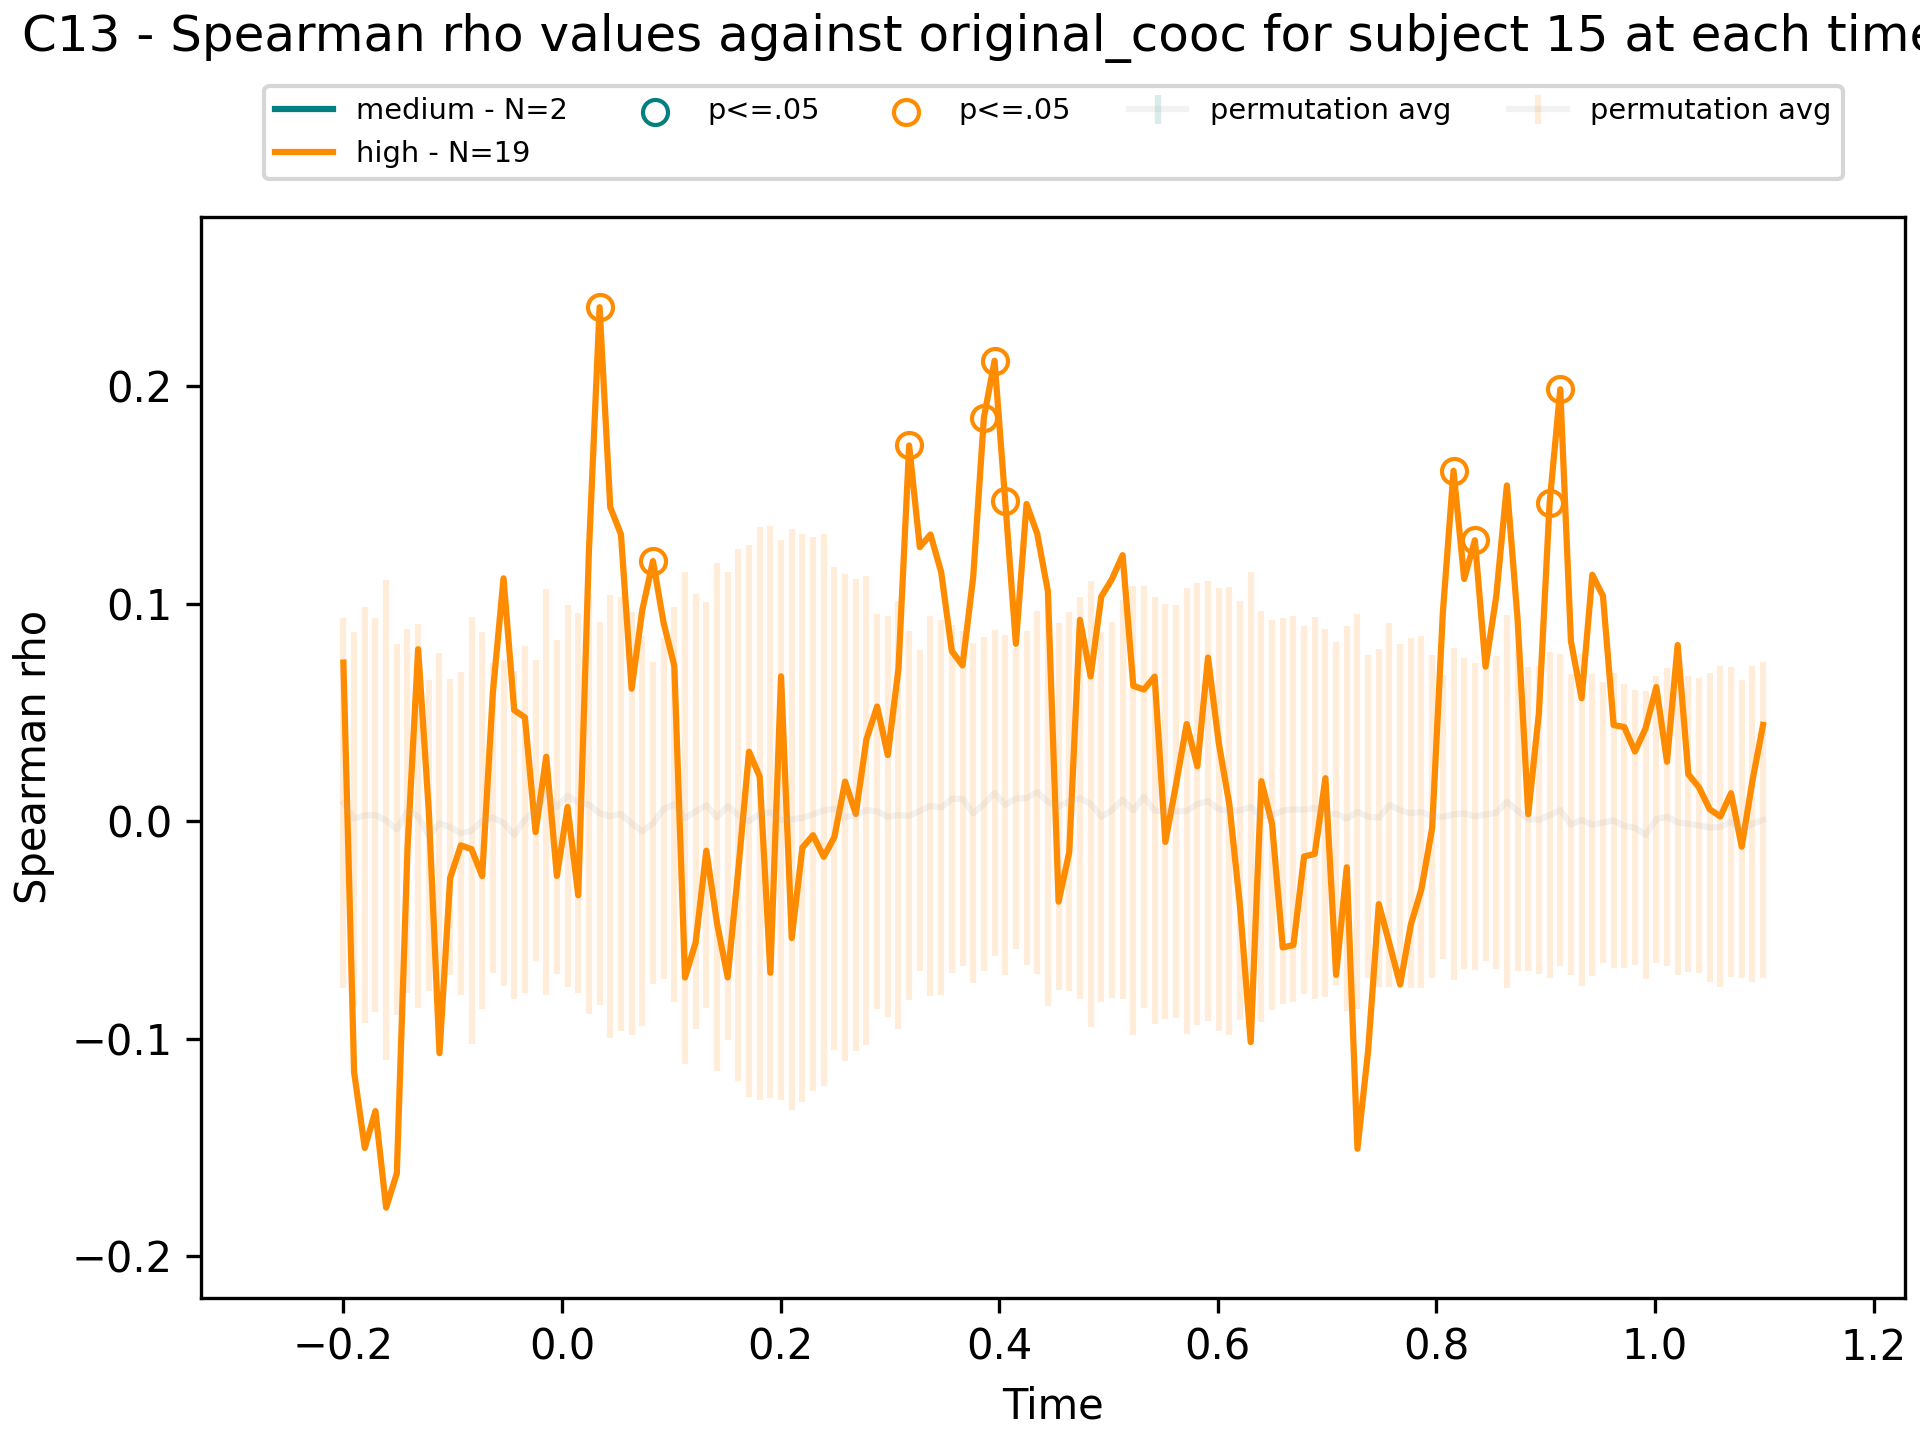 C13 - Spearman rho values against original_cooc for subject 15 at each time
medium - N=2 p<=.05 p<=.05 permutation avg permutation avg
high - N=19
Spearman rho
0.2
0.1
0.0
−0.1
−0.2
−0.2 0.0 0.2 0.4 0.6 0.8 1.0 1.2
Time